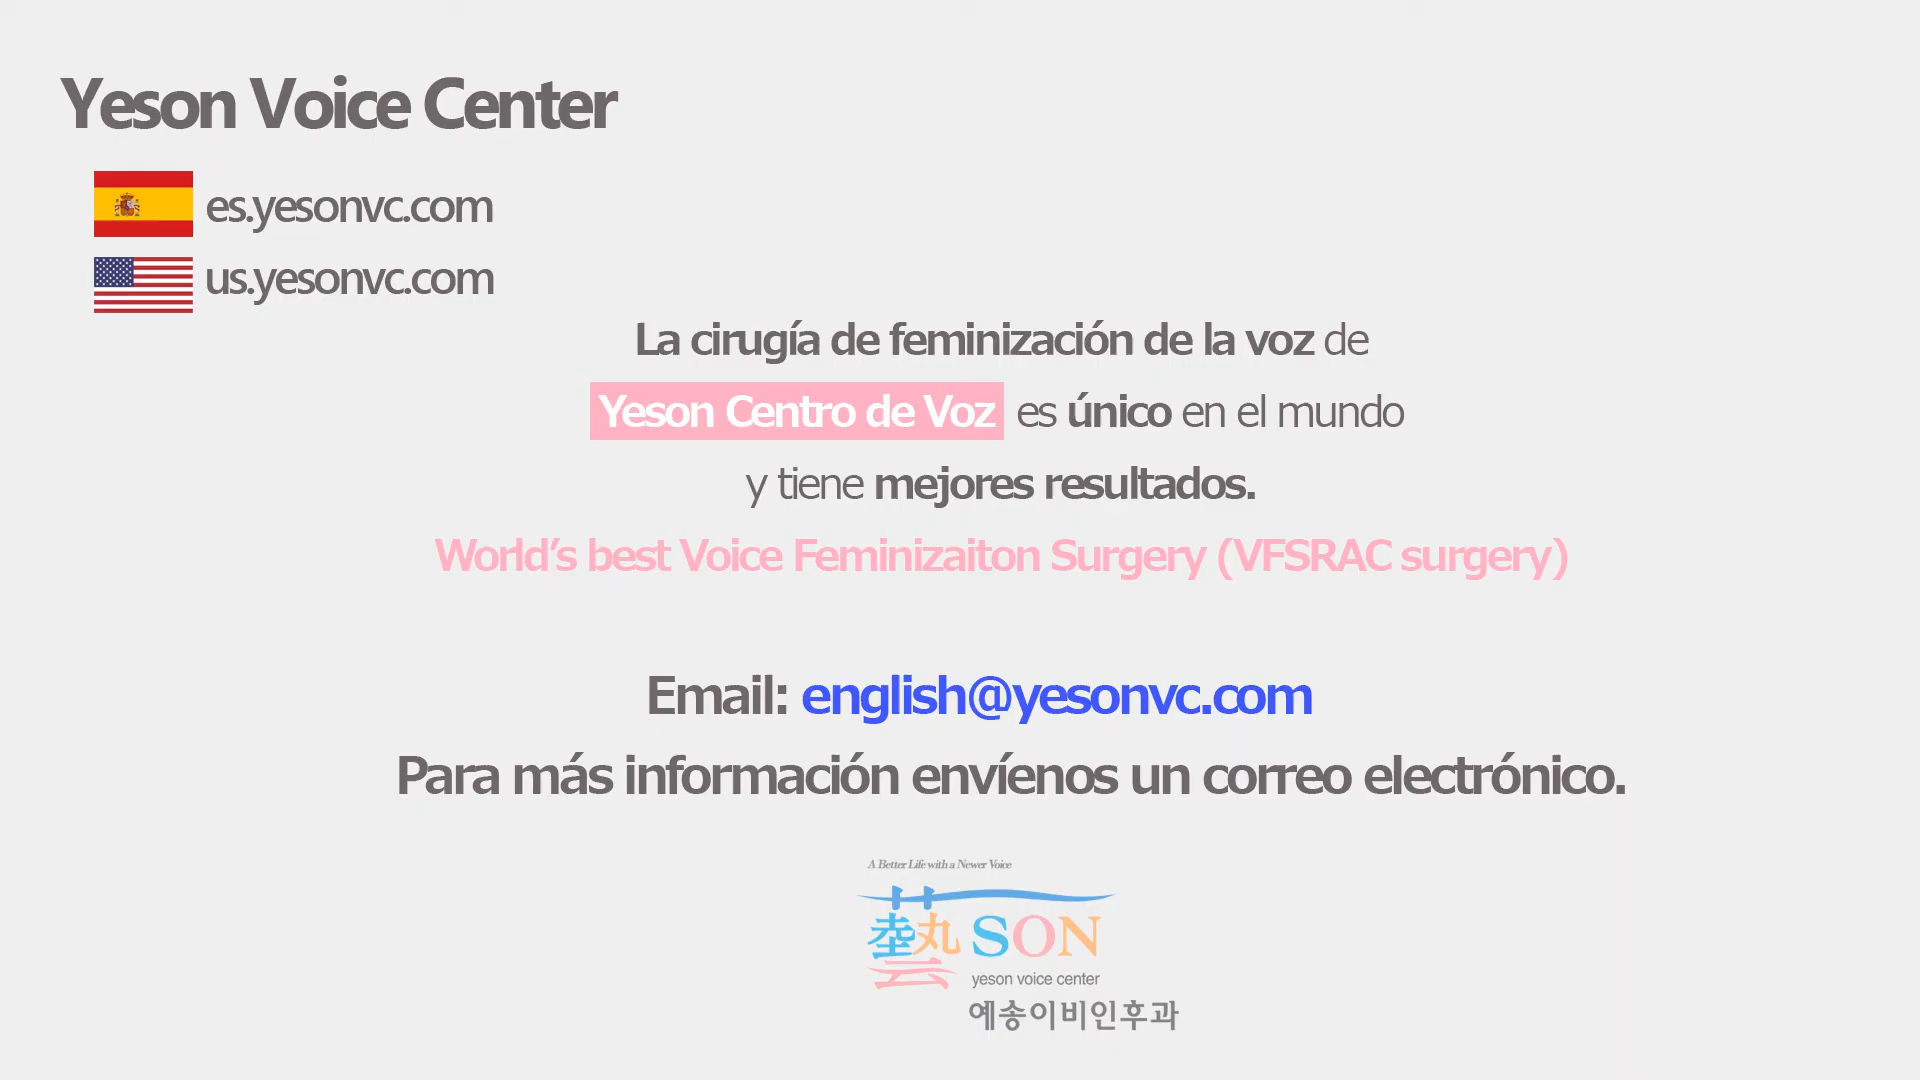 Yeson Voice Center
es.yesonvc.com
us.yesonvc.com
La cirugía de feminización de la voz de
Yeson Centro de Voz es único en el mundo
y tiene mejores resultados.
World’s best Voice Feminizaiton Surgery (VFSRAC surgery)
Email: english@yesonvc.com
Para más información envíenos un correo electrónico.
A Better Life with a Newer Voice
藝 SON
yeson voice center
예송이비인후과